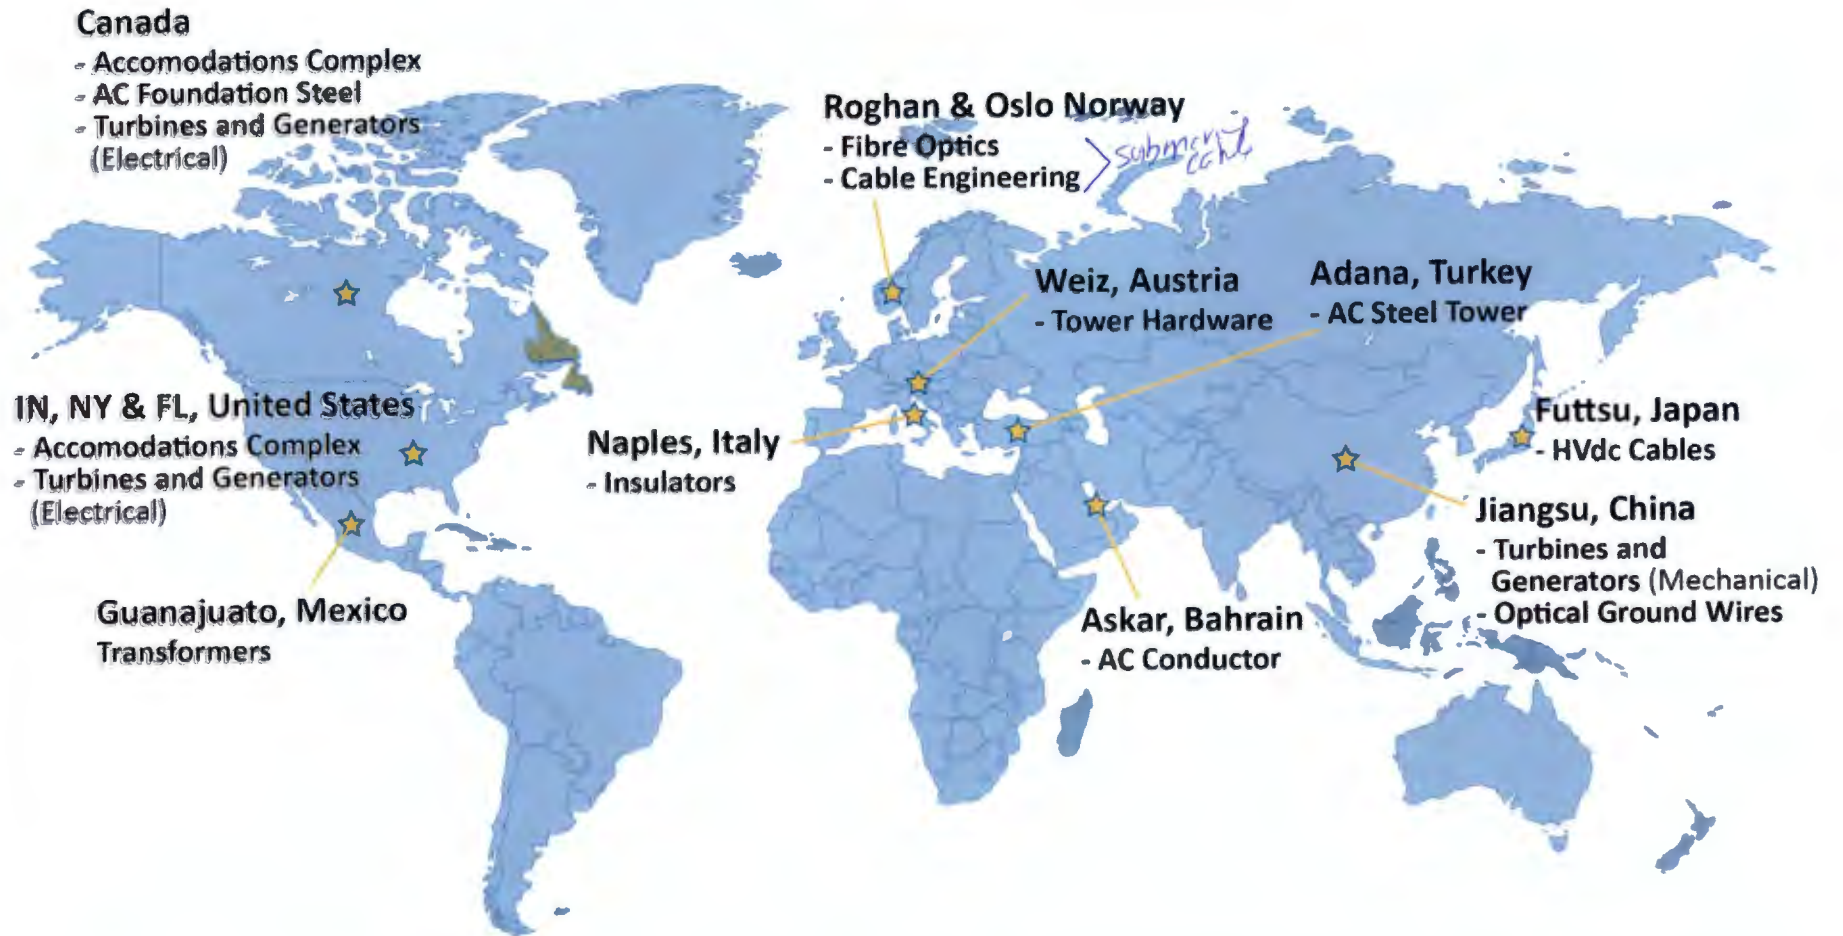 Canada
- Accomodations Complex
- AC Foundation Steel
- Turbines and Generators
(Electrical)
Roghan & Oslo Norway
- Fibre Optics
- Cable Engineering
Weiz, Austria
- Tower Hardware
Adana, Turkey
- AC Steel Tower
IN, NY & FL, United States
- Accomodations Complex
- Turbines and Generators
(Electrical)
Naples, Italy
- Insulators
Futtsu, Japan
- HVdc Cables
Jiangsu, China
- Turbines and
Generators (Mechanical)
- Optical Ground Wires
Guanajuato, Mexico
Transformers
Askar, Bahrain
- AC Conductor